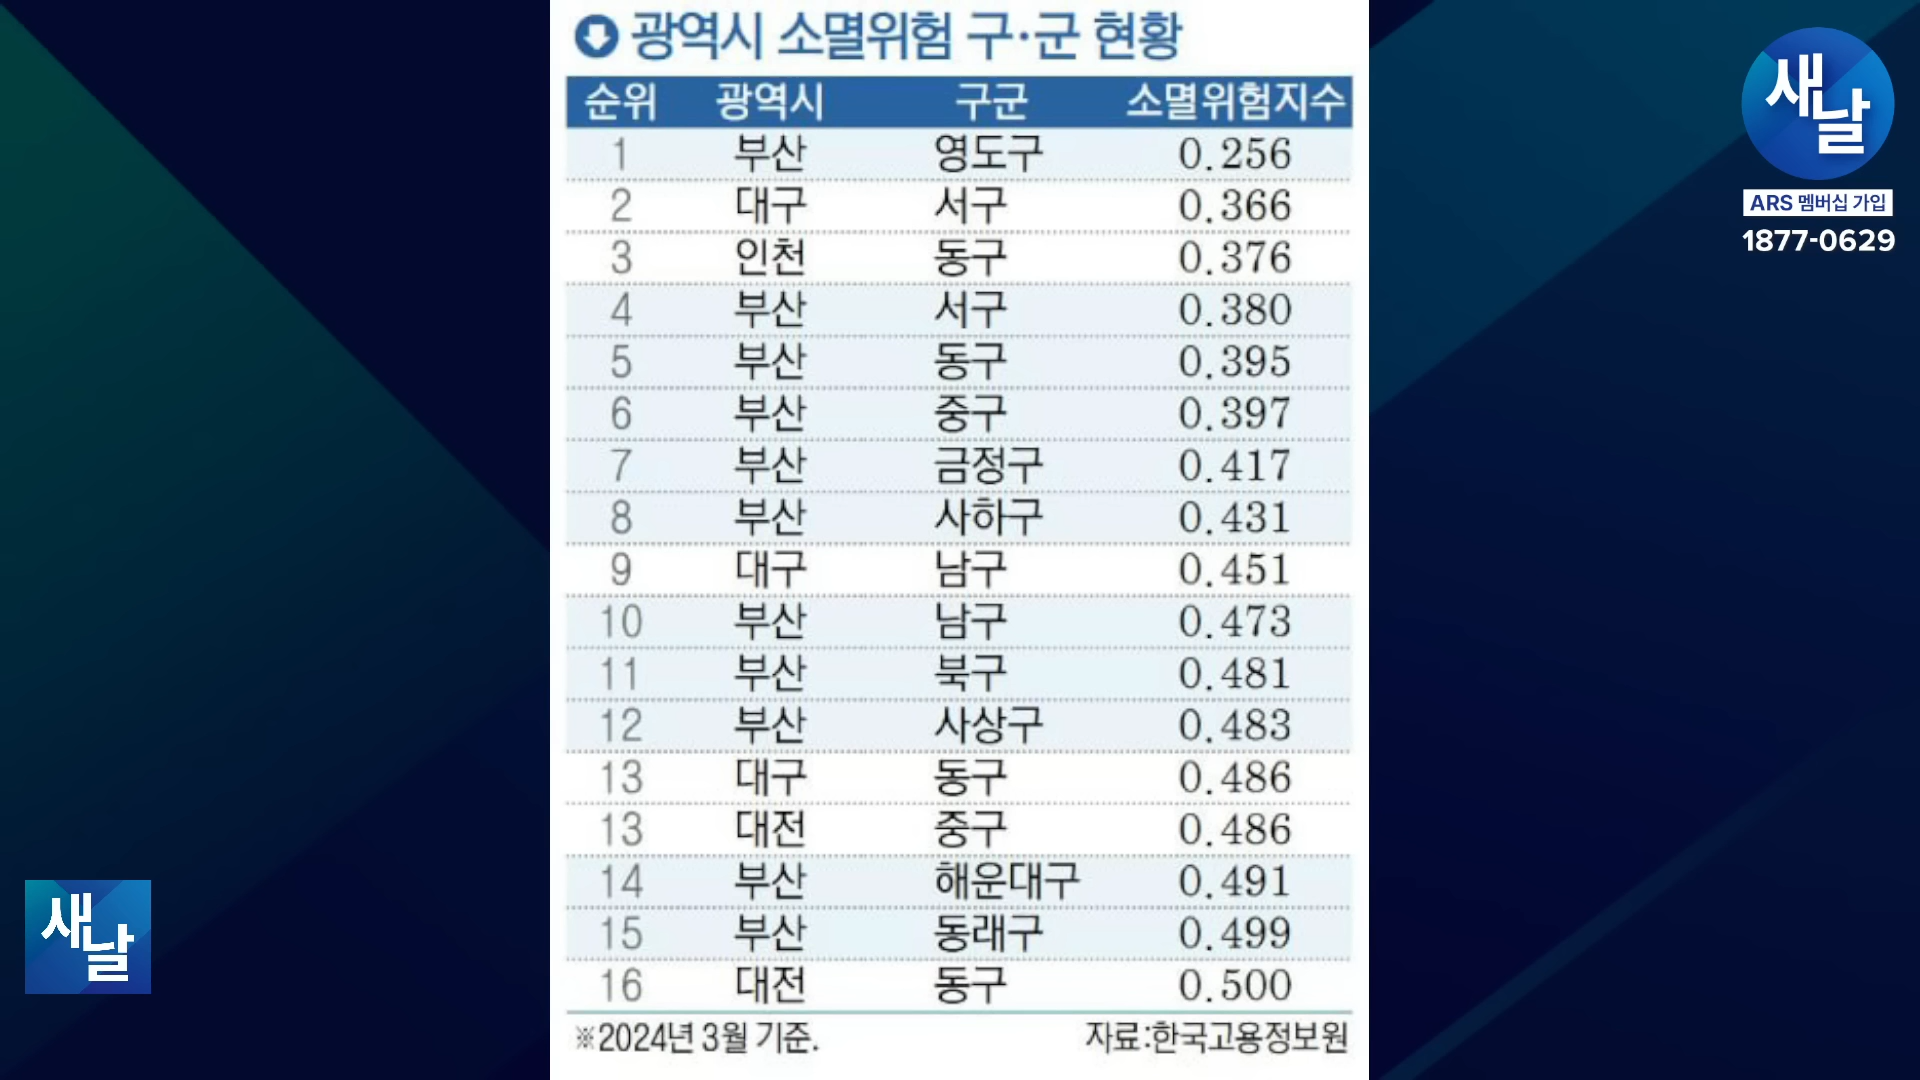 광역시 소멸위험 구·군 현황
순위 광역시 구군 소멸위험지수
1 부산 영도구 0.256
2 대구 서구 0.366
3 인천 동구 0.376
4 부산 서구 0.380
5 부산 동구 0.395
6 부산 중구 0.397
7 부산 금정구 0.417
8 부산 사하구 0.431
9 대구 남구 0.451
10 부산 남구 0.473
11 부산 북구 0.481
12 부산 사상구 0.483
13 대구 동구 0.486
13 대전 중구 0.486
14 부산 해운대구 0.491
15 부산 동래구 0.499
16 대전 동구 0.500
※2024년 3월 기준. 자료:한국고용정보원
새날
ARS 멤버십 가입
1877-0629
새날